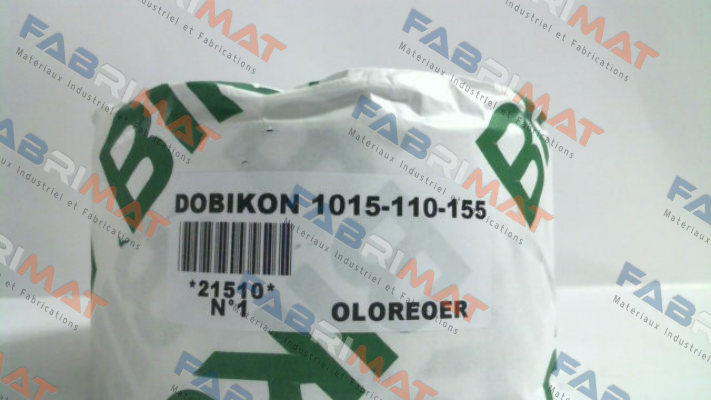 DOBIKON 1015-110-155
*21510*
N°1
OLOREOER
FABRIMAT
Materiaux Industriel et Fabrications